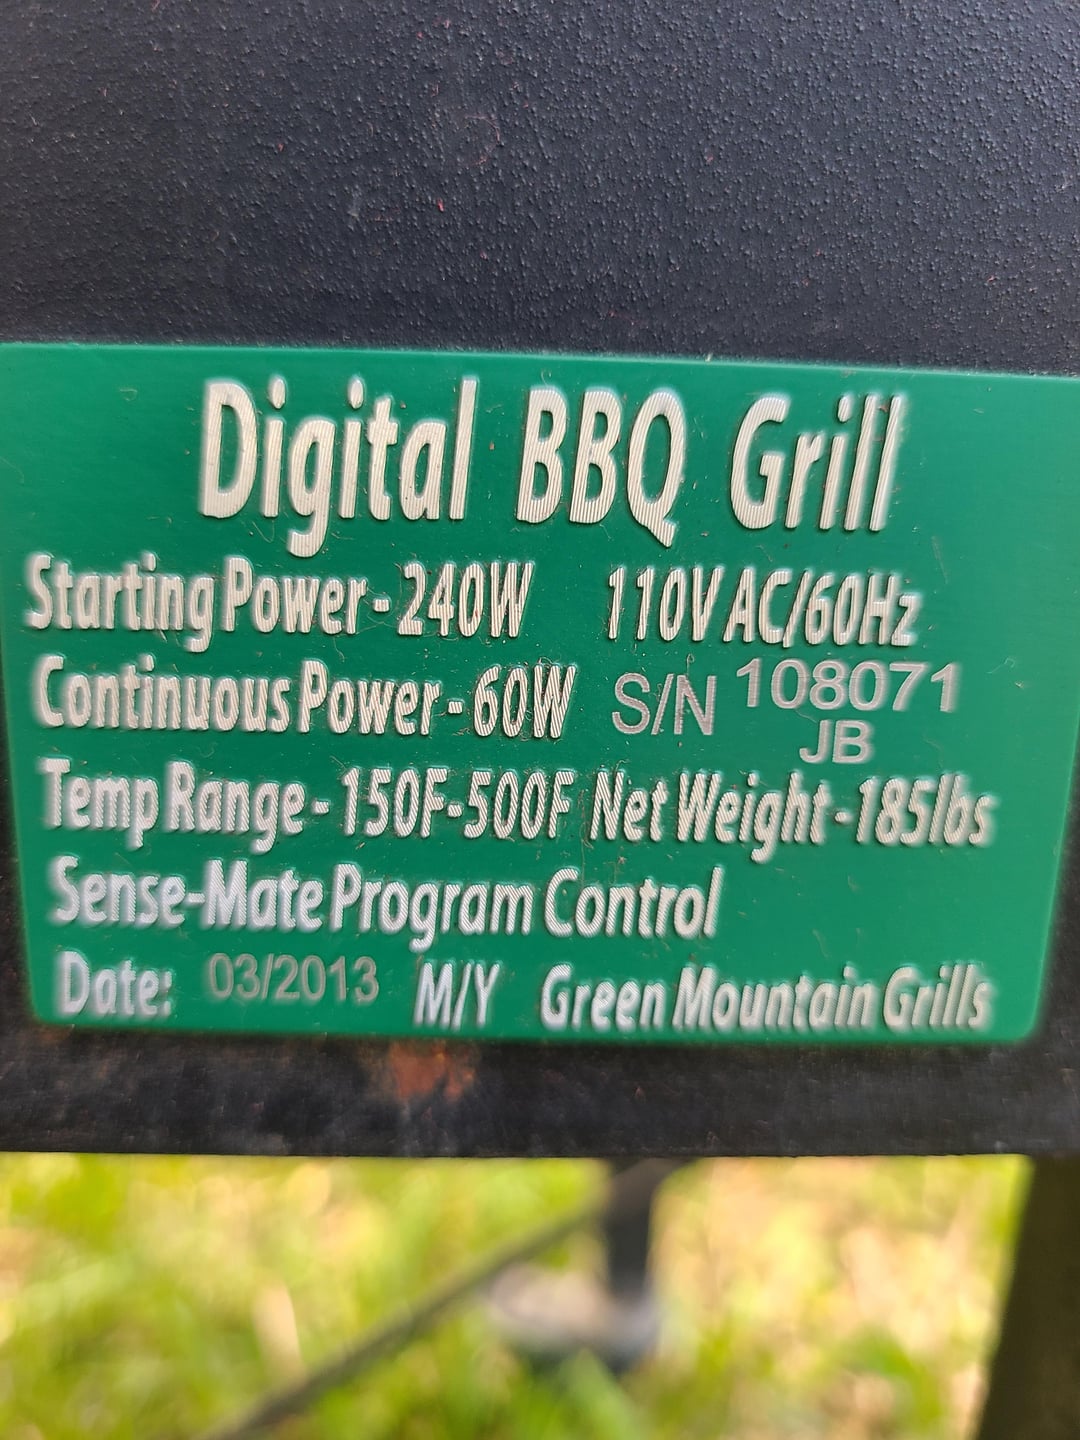 Digital BBQ Grill
Starting Power - 240W 110V AC/60Hz
Continuous Power - 60W S/N 108071
JB
Temp Range - 150F-500F Net Weight - 185lbs
Sense-Mate Program Control
Date: 03/2013 M/Y Green Mountain Grills